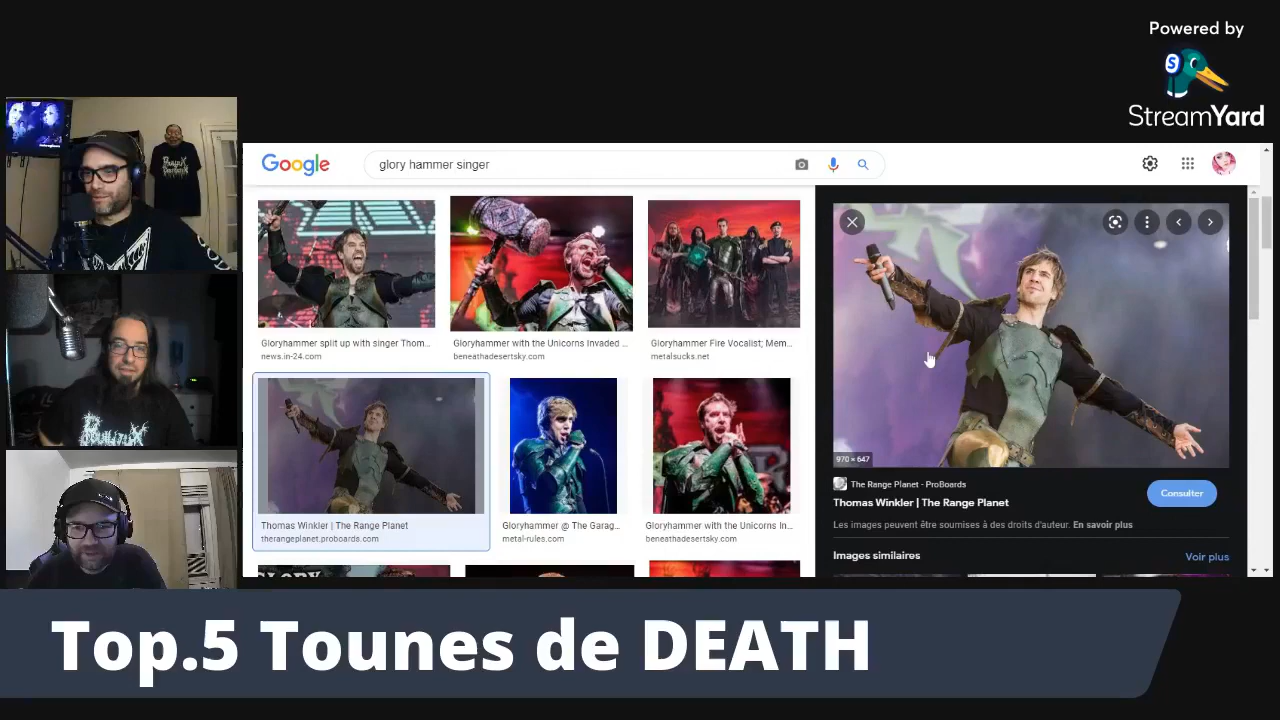 Powered by
StreamYard
Google
glory hammer singer
Gloryhammer split up with singer Thom...
news.in-24.com
Gloryhammer with the Unicorns Invaded ...
beneathadesertsky.com
Gloryhammer Fire Vocalist; Mem...
metalsucks.net
Thomas Winkler | The Range Planet
therangeplanet.proboards.com
Gloryhammer @ The Garag...
metal-rules.com
Gloryhammer with the Unicorns In...
beneathadesertsky.com
970 × 647
The Range Planet - ProBoards
Thomas Winkler | The Range Planet
Consulter
Les images peuvent être soumises à des droits d'auteur. En savoir plus
Images similaires
Voir plus
GLORY
Top.5 Tounes de DEATH